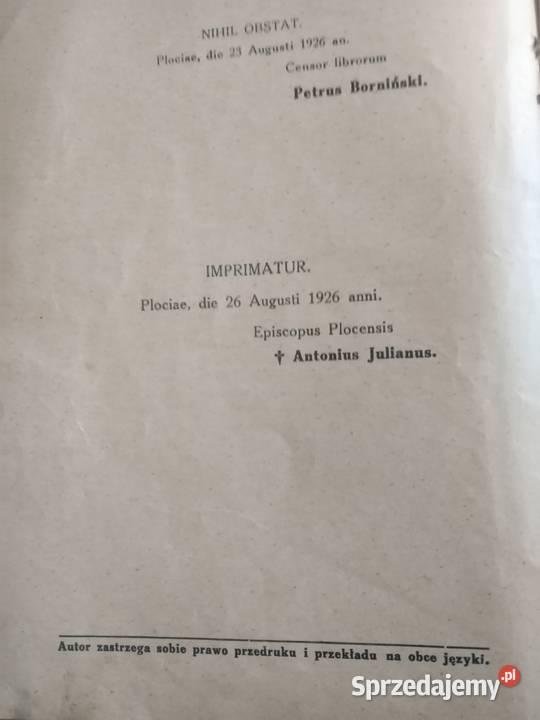 NIHIL OBSTAT.
Plociae, die 23 Augusti 1926 an.
Censor librorum
Petrus Borniński.
IMPRIMATUR.
Plociae, die 26 Augusti 1926 anni.
Episcopus Plocensis
† Antonius Julianus.
Autor zastrzega sobie prawo przedruku i przekładu na obce języki.
Sprzedajemy.pl